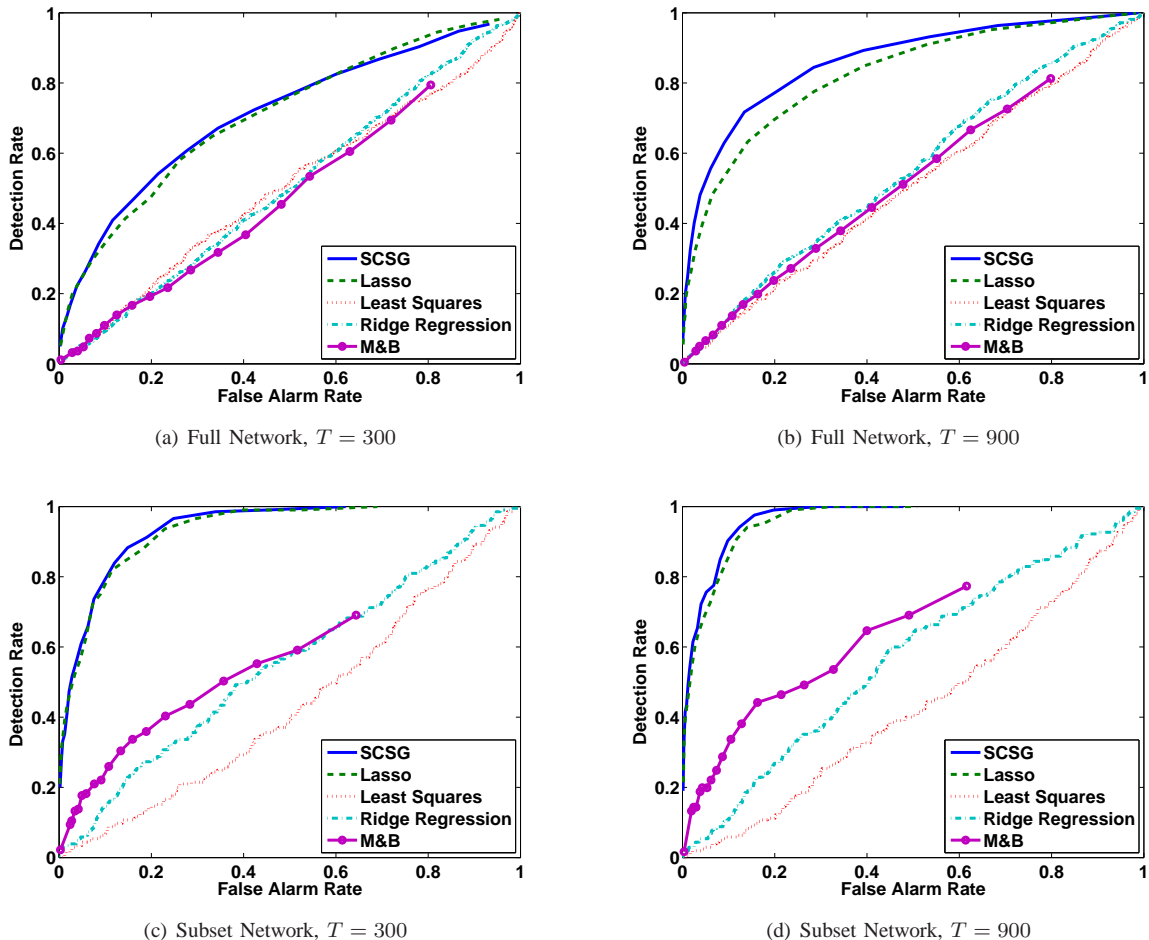 1
0.8
0.6
0.4
0.2
0
0 0.2 0.4 0.6 0.8 1
Detection Rate
False Alarm Rate
SCSG
Lasso
Least Squares
Ridge Regression
M&B
(a) Full Network, T = 300
1
0.8
0.6
0.4
0.2
0
0 0.2 0.4 0.6 0.8 1
Detection Rate
False Alarm Rate
SCSG
Lasso
Least Squares
Ridge Regression
M&B
(b) Full Network, T = 900
1
0.8
0.6
0.4
0.2
0
0 0.2 0.4 0.6 0.8 1
Detection Rate
False Alarm Rate
SCSG
Lasso
Least Squares
Ridge Regression
M&B
(c) Subset Network, T = 300
1
0.8
0.6
0.4
0.2
0
0 0.2 0.4 0.6 0.8 1
Detection Rate
False Alarm Rate
SCSG
Lasso
Least Squares
Ridge Regression
M&B
(d) Subset Network, T = 900